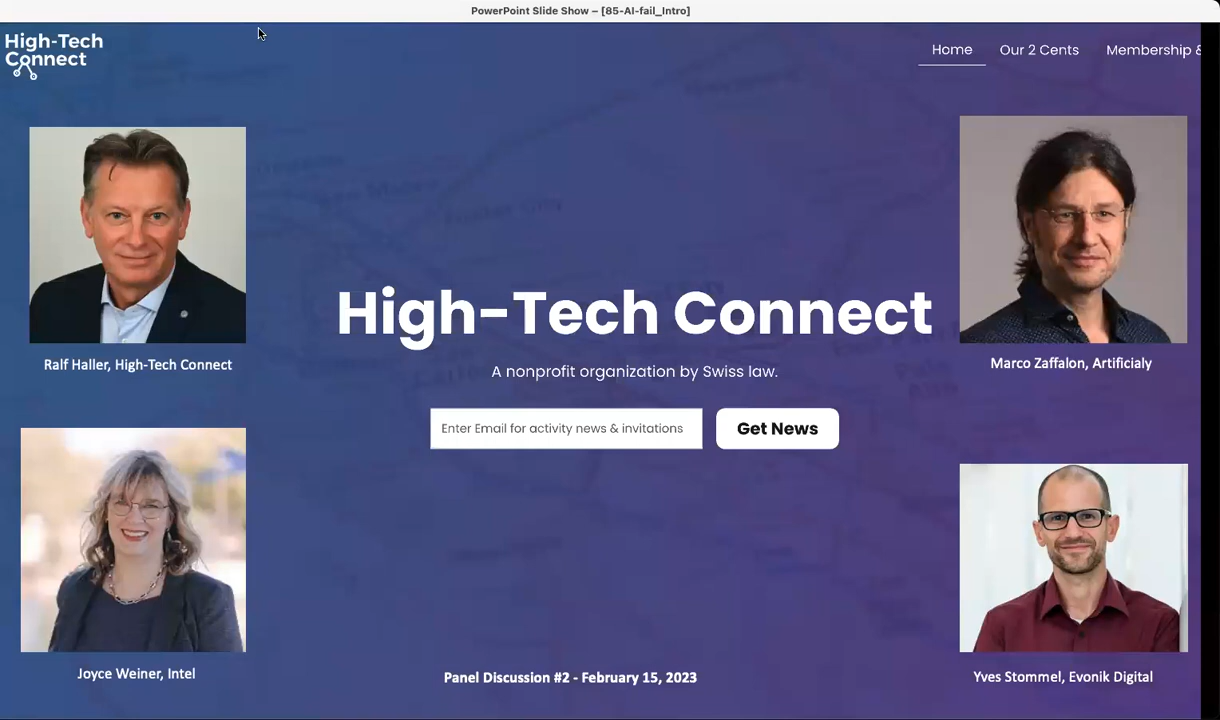 PowerPoint Slide Show – [85-AI-fail_Intro]
High-Tech
Connect
Home
Our 2 Cents
Membership &
Ralf Haller, High-Tech Connect
Marco Zaffalon, Artificialy
High-Tech Connect
A nonprofit organization by Swiss law.
Enter Email for activity news & invitations
Get News
Joyce Weiner, Intel
Panel Discussion #2 - February 15, 2023
Yves Stommel, Evonik Digital